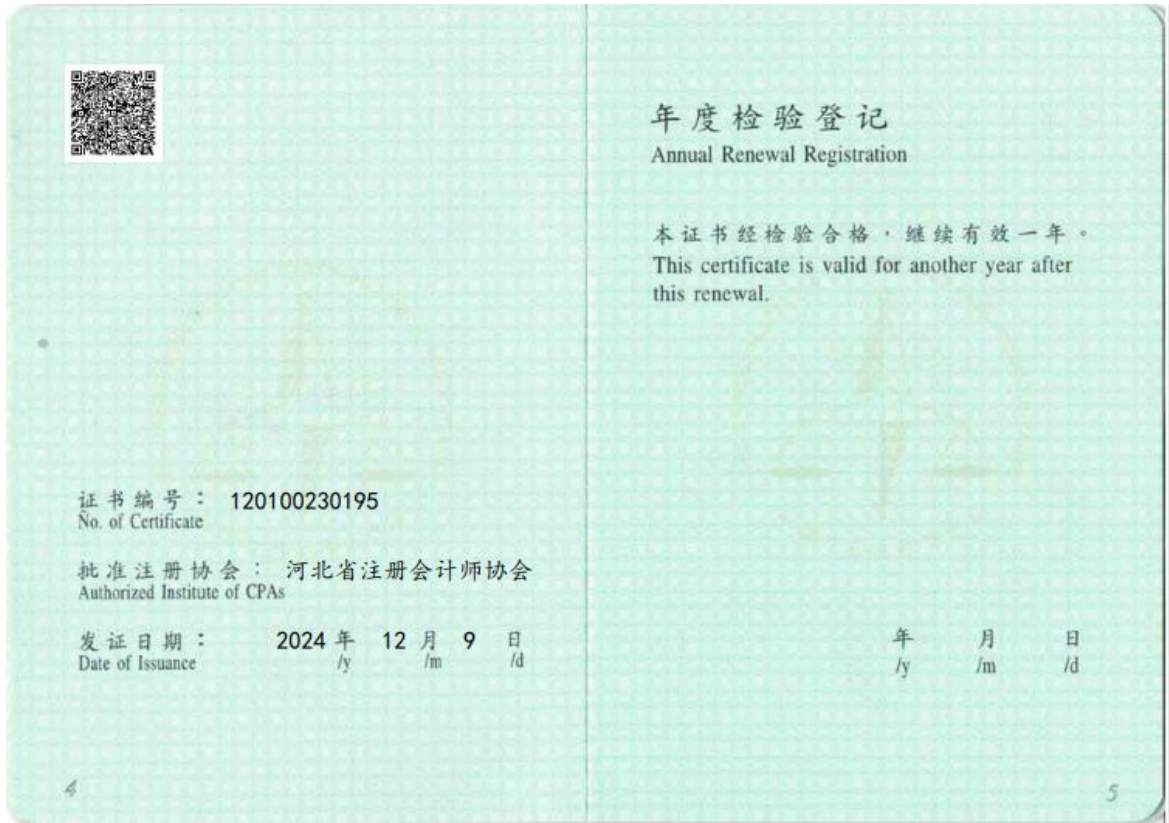 证书编号： 120100230195
No. of Certificate
批准注册协会： 河北省注册会计师协会
Authorized Institute of CPAs
发证日期： 2024 年 12 月 9 日
Date of Issuance /y /m /d
4
年度检验登记
Annual Renewal Registration
本证书经检验合格，继续有效一年。
This certificate is valid for another year after
this renewal.
年 月 日
/y /m /d
5